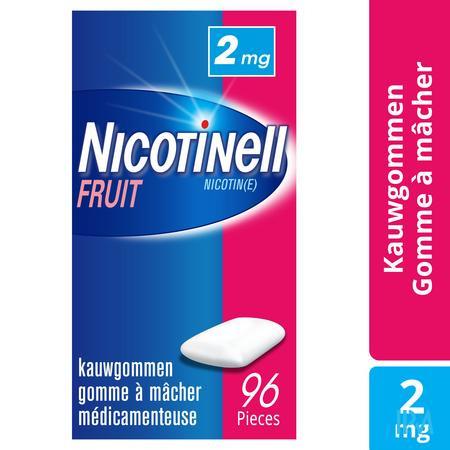 2 mg
NICOTINELL
FRUIT
NICOTIN(E)
kauwgommen
gomme à mâcher
médicamenteuse
96
Pieces
Kauwgommen
Gomme à mâcher
2
mg